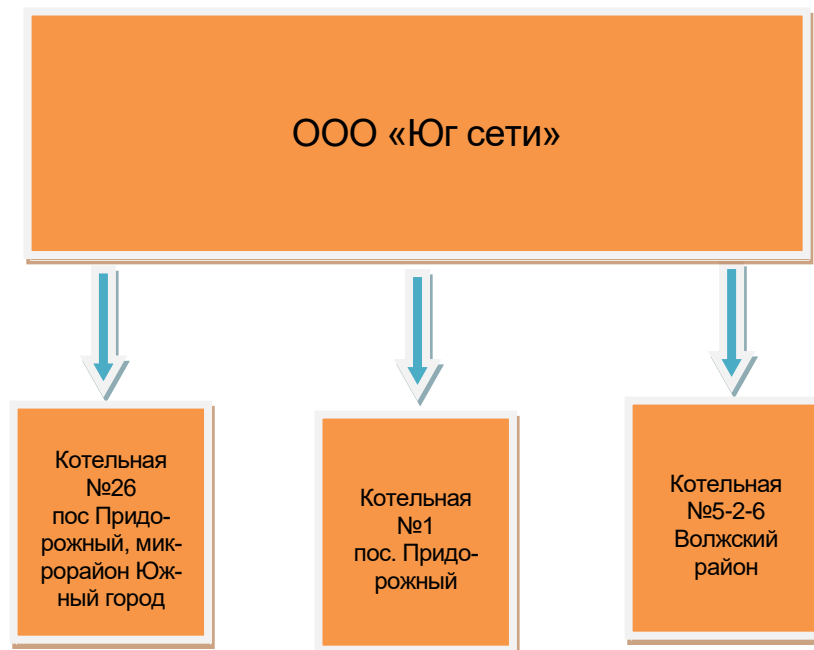 ООО «Юг сети»
Котельная
№26
пос Придо-
рожный, мик-
рорайон Юж-
ный город
Котельная
№1
пос. Придо-
рожный
Котельная
№5-2-6
Волжский
район